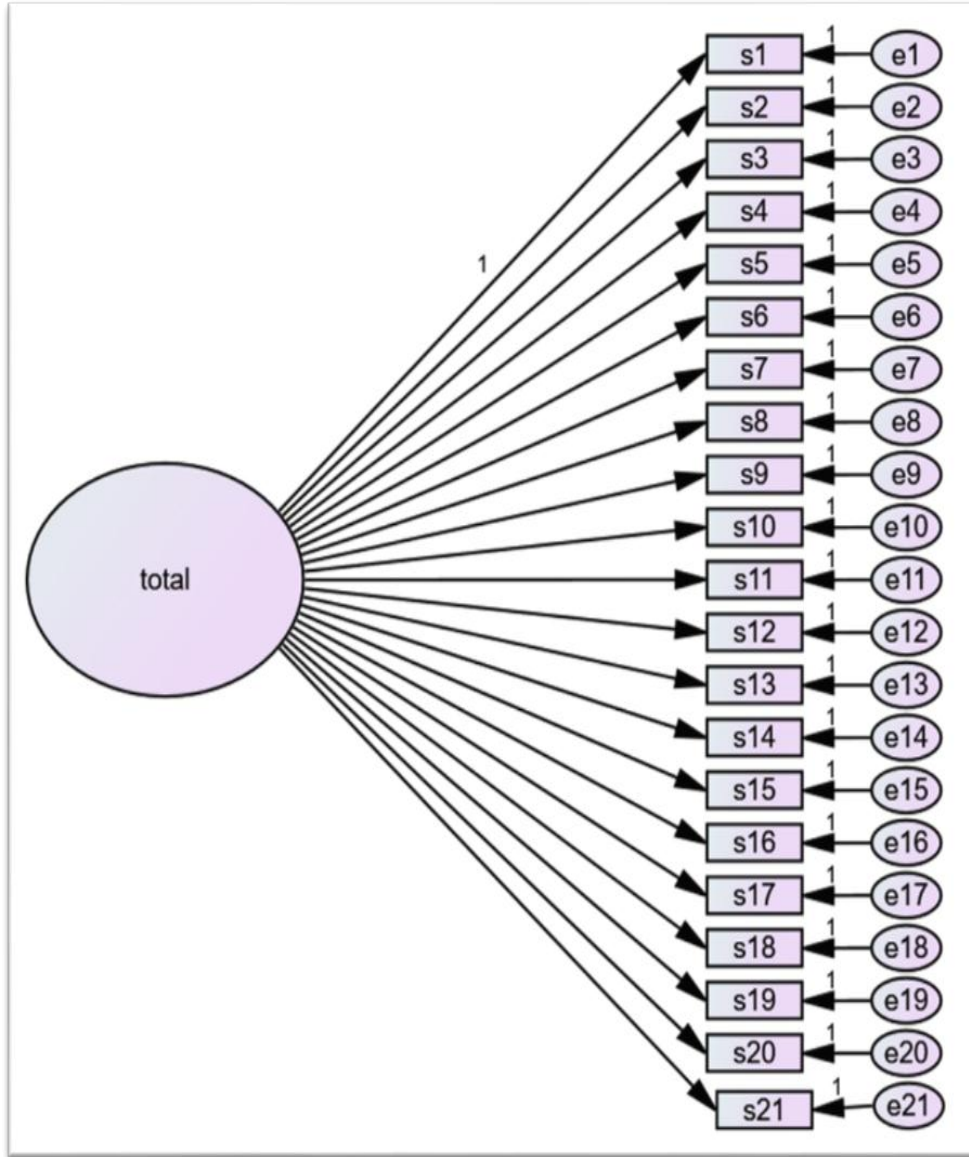 1
s1 1 e1
s2 1 e2
s3 1 e3
s4 1 e4
s5 1 e5
s6 1 e6
s7 1 e7
s8 1 e8
s9 1 e9
s10 1 e10
s11 1 e11
s12 1 e12
s13 1 e13
s14 1 e14
s15 1 e15
s16 1 e16
s17 1 e17
s18 1 e18
s19 1 e19
s20 1 e20
s21 1 e21
total